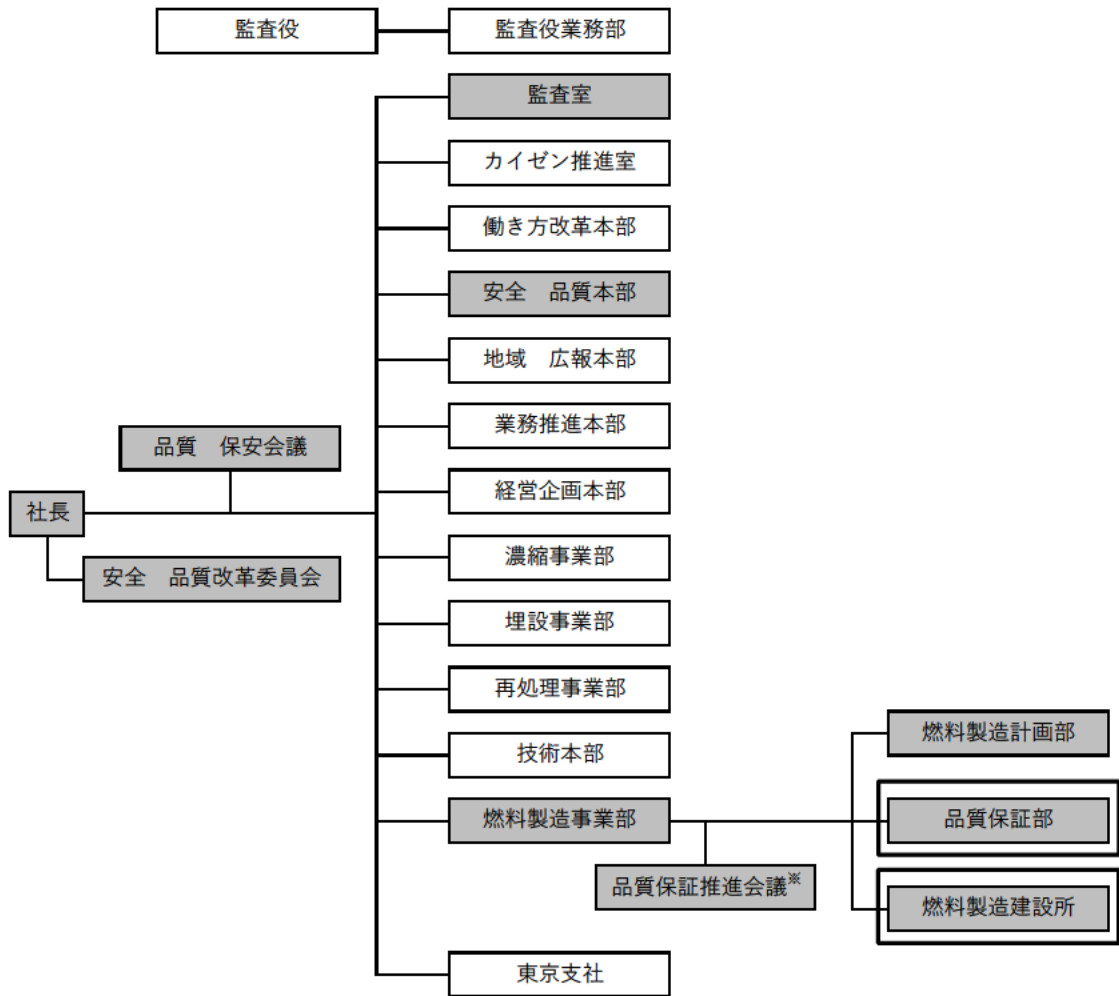 監査役
監査役業務部
監査室
カイゼン推進室
働き方改革本部
安全　品質本部
地域　広報本部
業務推進本部
品質　保安会議
経営企画本部
社長
濃縮事業部
安全　品質改革委員会
埋設事業部
再処理事業部
燃料製造計画部
技術本部
燃料製造事業部
品質保証部
品質保証推進会議※
燃料製造建設所
東京支社